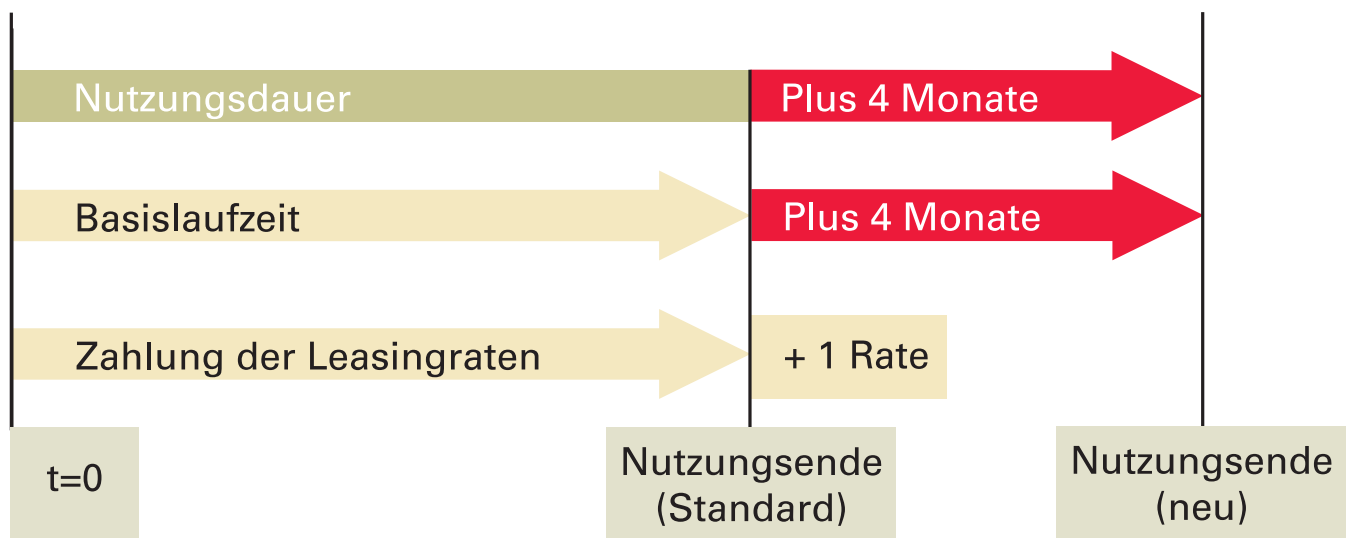 Nutzungsdauer
Plus 4 Monate
Basislaufzeit
Plus 4 Monate
Zahlung der Leasingraten
+ 1 Rate
t=0
Nutzungsende
(Standard)
Nutzungsende
(neu)